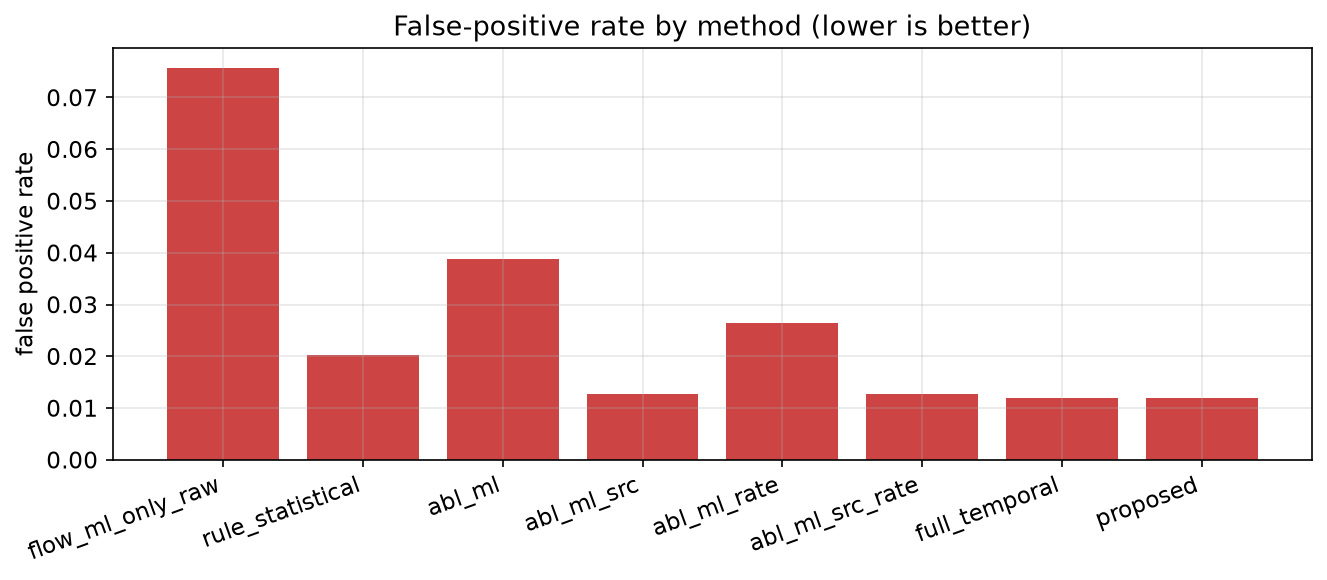 False-positive rate by method (lower is better)
false positive rate
0.07
0.06
0.05
0.04
0.03
0.02
0.01
0.00
flow_ml_only_raw
rule_statistical
abl_ml
abl_ml_src
abl_ml_rate
abl_ml_src_rate
full_temporal
proposed